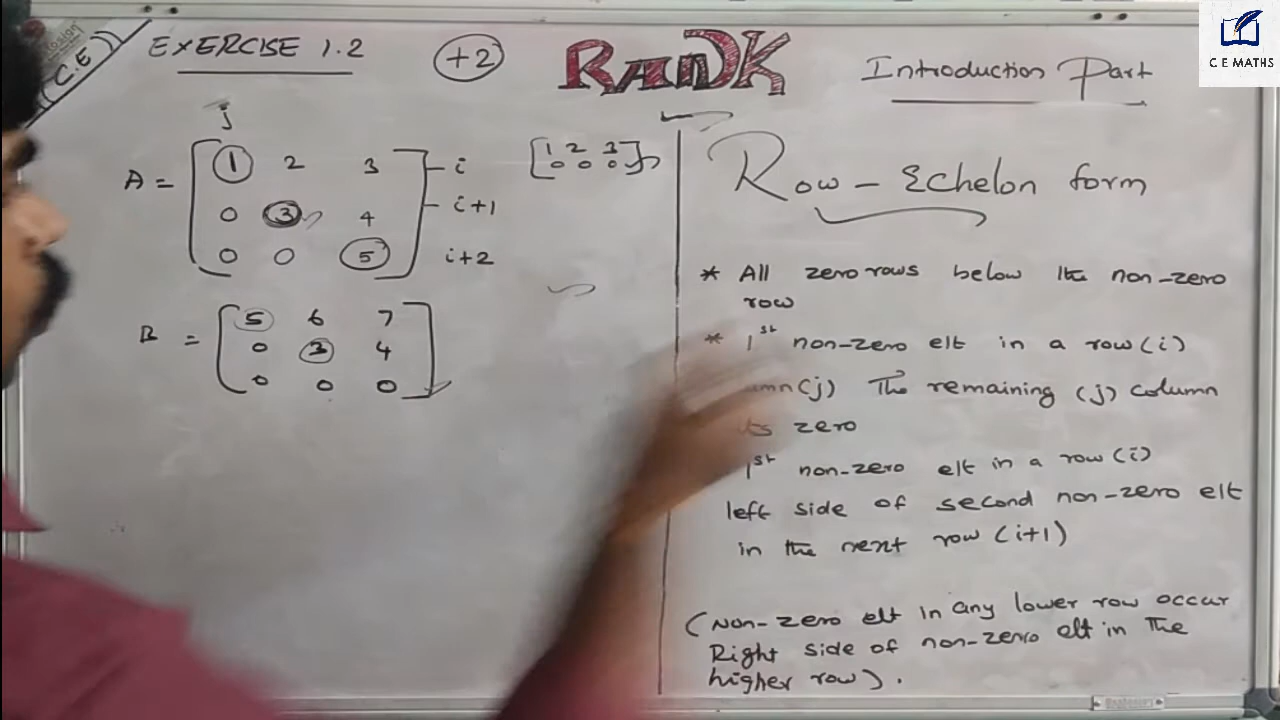 C.E
EXERCISE 1.2
+2
RANK
Introduction Part
C E MATHS
j
A = [ 1 2 3 ] - i
0 3 4 - i+1
0 0 5 i+2
[ 1 2 3
0 0 0 ]
B = [ 5 6 7
0 3 4
0 0 0 ]
Row - Echelon form
* All zero rows below the non-zero
row
* 1st non-zero elt in a row (i)
(j) The remaining (j) column
zero
1st non-zero elt in a row (i)
left side of second non-zero elt
in the next row (i+1)
(Non-zero elt in any lower row occur
Right side of non-zero elt in the
higher row).